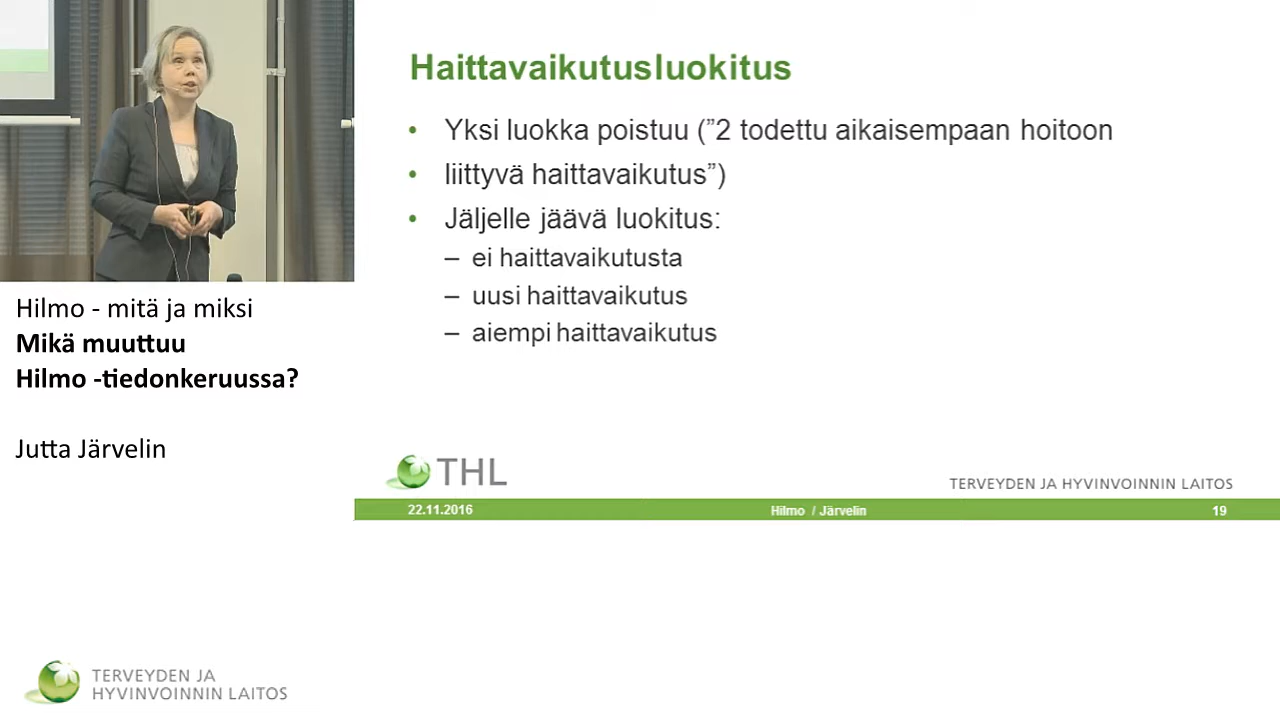 Haittavaikutusluokitus
• Yksi luokka poistuu (”2 todettu aikaisempaan hoitoon
• liittyvä haittavaikutus”)
• Jäljelle jäävä luokitus:
– ei haittavaikutusta
– uusi haittavaikutus
– aiempi haittavaikutus
Hilmo - mitä ja miksi
Mikä muuttuu
Hilmo -tiedonkeruussa?
Jutta Järvelin
THL
TERVEYDEN JA HYVINVOINNIN LAITOS
22.11.2016 Hilmo / Järvelin 19
TERVEYDEN JA
HYVINVOINNIN LAITOS